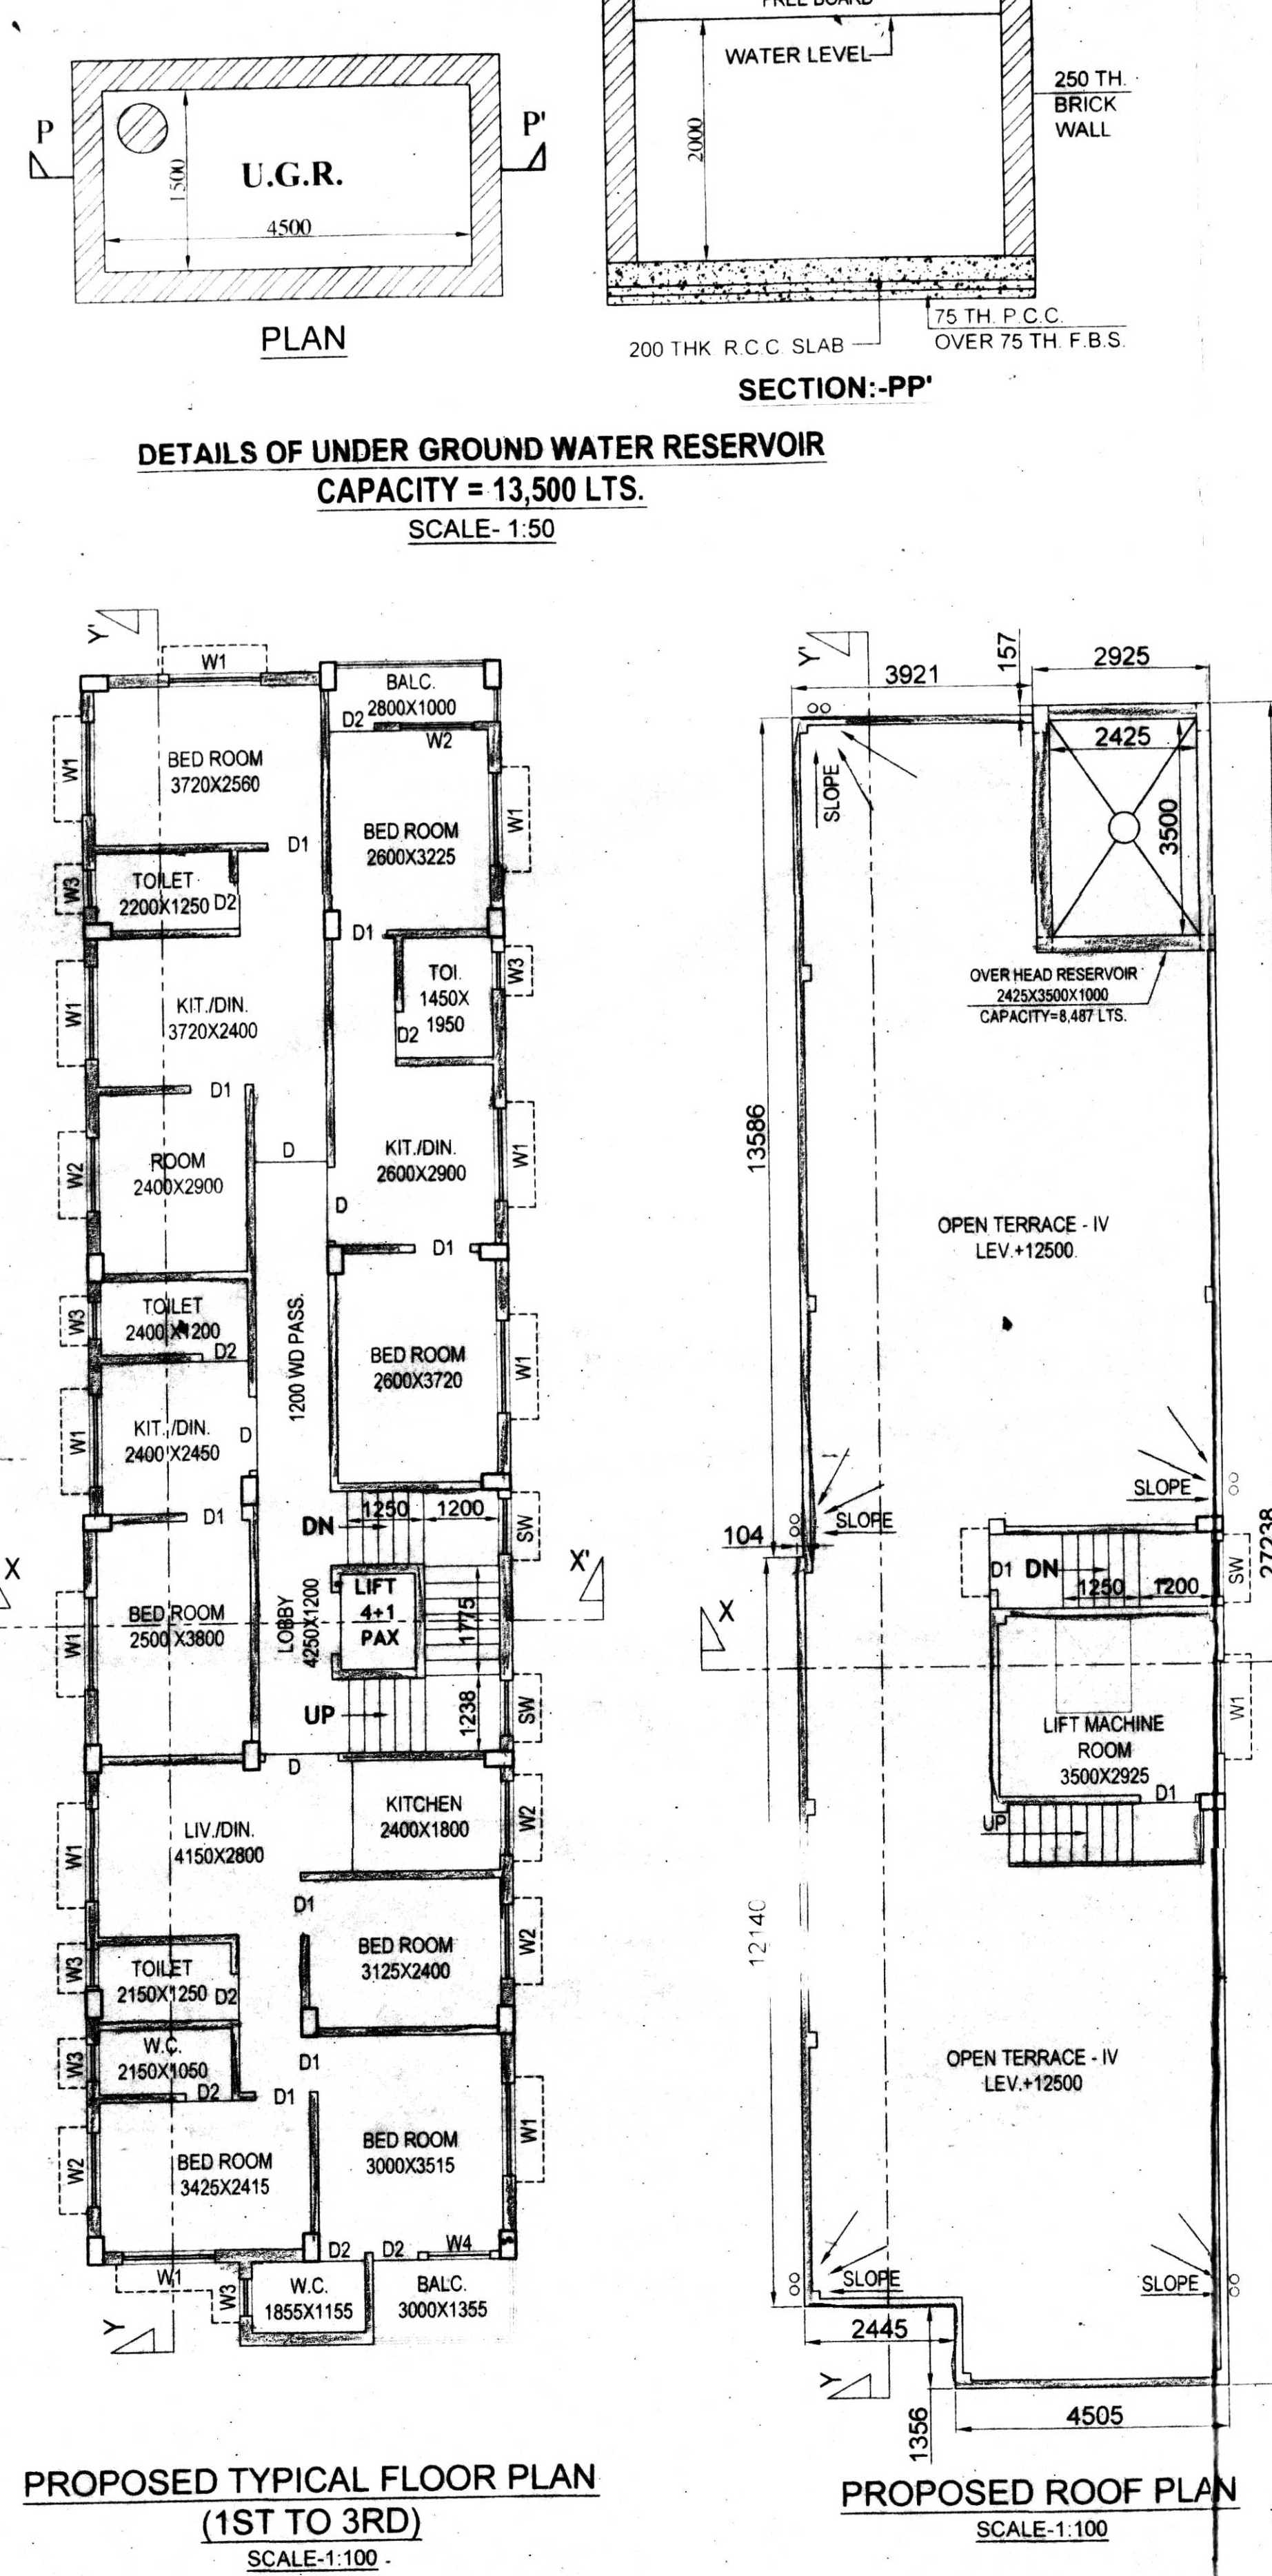 FREE BOARD
WATER LEVEL
P
P'
1500
U.G.R.
4500
2000
250 TH.
BRICK
WALL
PLAN
200 THK R.C.C. SLAB
75 TH. P.C.C.
OVER 75 TH. F.B.S.
SECTION:-PP'
DETAILS OF UNDER GROUND WATER RESERVOIR
CAPACITY = 13,500 LTS.
SCALE- 1:50
Y'
W1
BALC.
2800X1000
D2
W2
W1
BED ROOM
3720X2560
BED ROOM
2600X3225
W1
D1
W3
TOILET
2200X1250
D2
D1
W1
KIT./DIN.
3720X2400
TOI.
1450X
1950
D2
W3
D1
W2
ROOM
2400X2900
D
KIT./DIN.
2600X2900
W1
D
D1
W3
TOILET
2400X1200
D2
1200 WD PASS.
BED ROOM
2600X3720
W1
W1
KIT./DIN.
2400X2450
D
D1
DN
1250
1200
SW
X
X'
W1
BED ROOM
2500X3800
LOBBY
4250X1200
LIFT
4+1
PAX
1775
UP
1238
SW
D
W1
LIV./DIN.
4150X2800
KITCHEN
2400X1800
W2
D1
BED ROOM
3125X2400
W2
W3
TOILET
2150X1250
D2
W3
W.C.
2150X1050
D2
D1
D1
W2
BED ROOM
3425X2415
BED ROOM
3000X3515
W1
D2
D2
W4
W1
W3
W.C.
1855X1155
BALC.
3000X1355
Y
PROPOSED TYPICAL FLOOR PLAN
(1ST TO 3RD)
SCALE-1:100
Y'
3921
157
2925
2425
3500
SLOPE
OVER HEAD RESERVOIR
2425X3500X1000
CAPACITY=8,487 LTS.
13586
OPEN TERRACE - IV
LEV.+12500
SLOPE
104
SLOPE
27238
D1
DN
1250
1200
SW
X
LIFT MACHINE
ROOM
3500X2925
W1
D1
UP
12140
OPEN TERRACE - IV
LEV.+12500
SLOPE
SLOPE
2445
Y
1356
4505
PROPOSED ROOF PLAN
SCALE-1:100